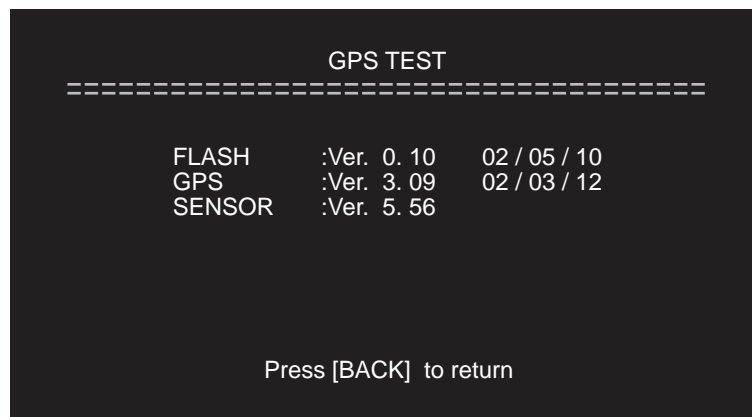 GPS TEST
=====================================
FLASH :Ver. 0. 10 02 / 05 / 10
GPS :Ver. 3. 09 02 / 03 / 12
SENSOR :Ver. 5. 56
Press [BACK] to return